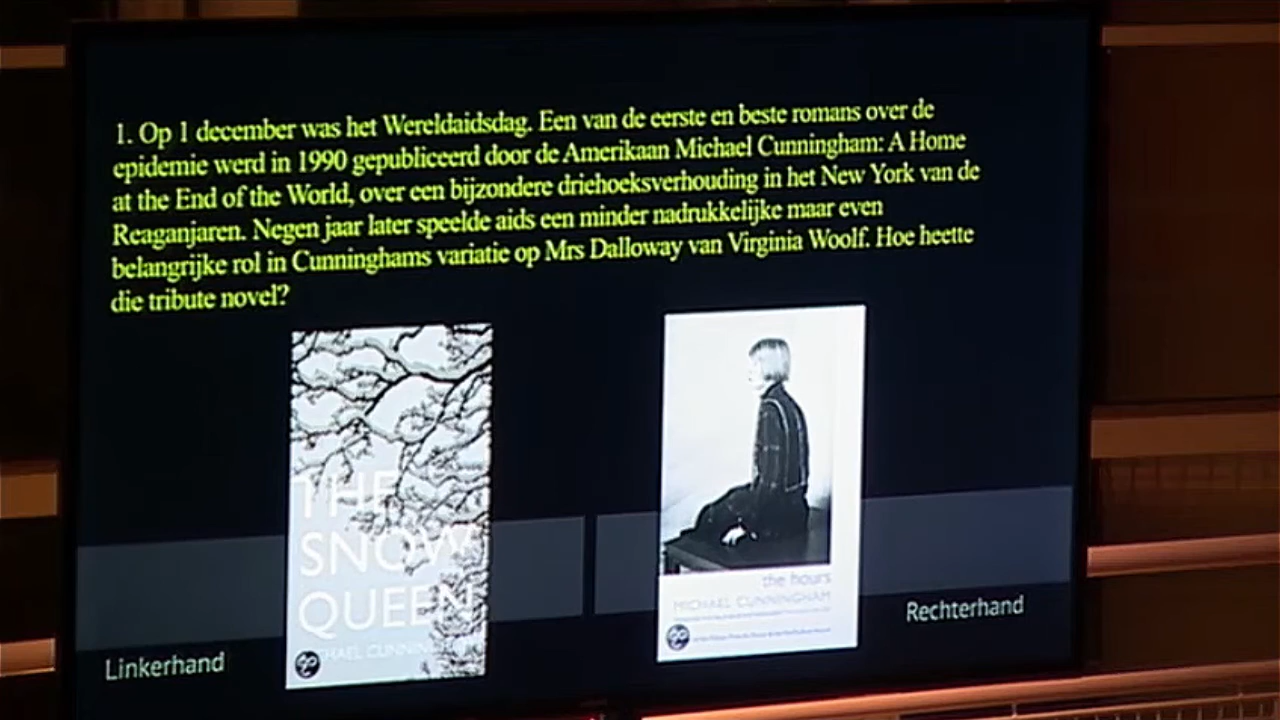 1. Op 1 december was het Wereldaidsdag. Een van de eerste en beste romans over de
epidemie werd in 1990 gepubliceerd door de Amerikaan Michael Cunningham: A Home
at the End of the World, over een bijzondere driehoeksverhouding in het New York van de
Reaganjaren. Negen jaar later speelde aids een minder nadrukkelijke maar even
belangrijke rol in Cunninghams variatie op Mrs Dalloway van Virginia Woolf. Hoe heette
die tribute novel?
THE
SNOW
QUEEN
the hours
MICHAEL CUNNINGHAM
Linkerhand
Rechterhand